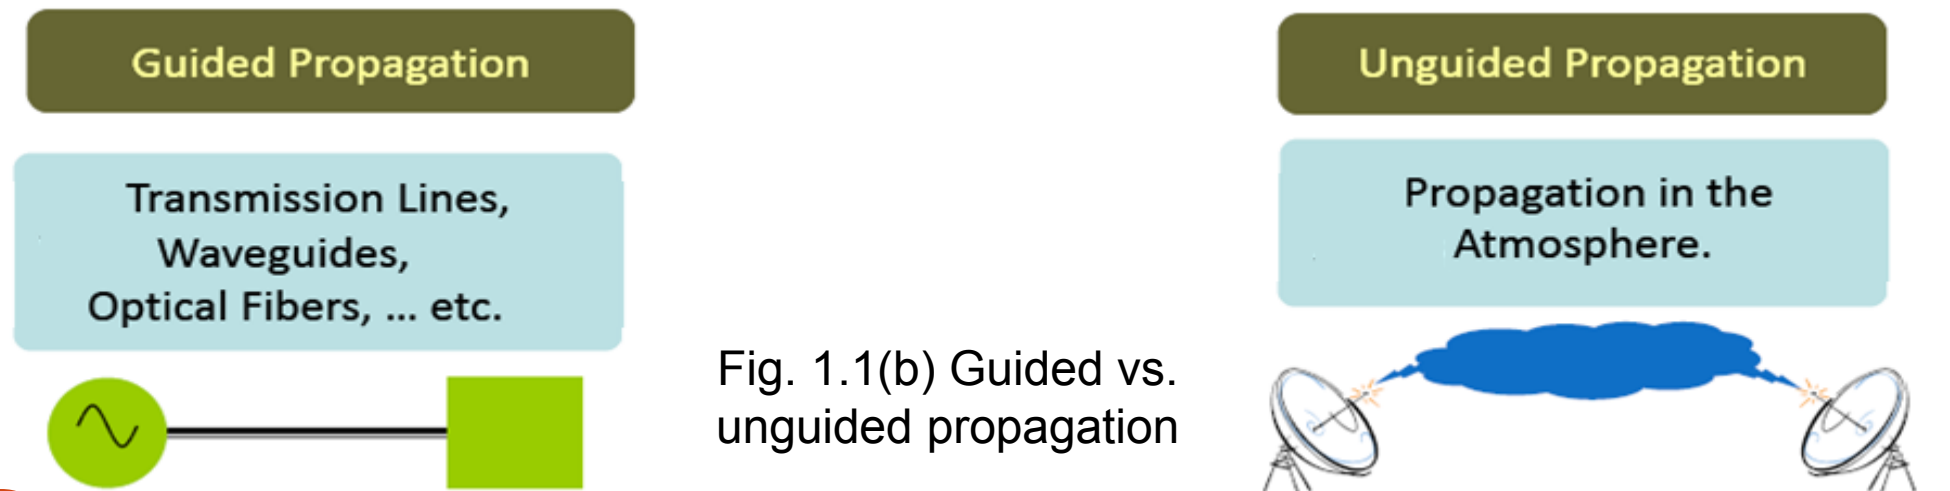 Guided Propagation
Transmission Lines,
Waveguides,
Optical Fibers, ... etc.
Fig. 1.1(b) Guided vs.
unguided propagation
Unguided Propagation
Propagation in the
Atmosphere.